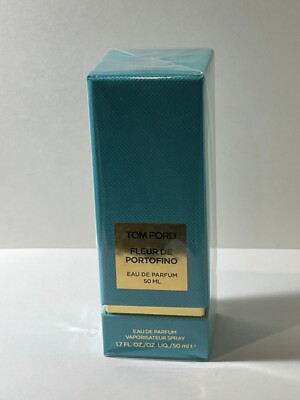 TOM FORD
FLEUR DE
PORTOFINO
EAU DE PARFUM
50 ML
EAU DE PARFUM
VAPORISATEUR SPRAY
1.7 FL. OZ./OZ. LIQ./50 ml ℮